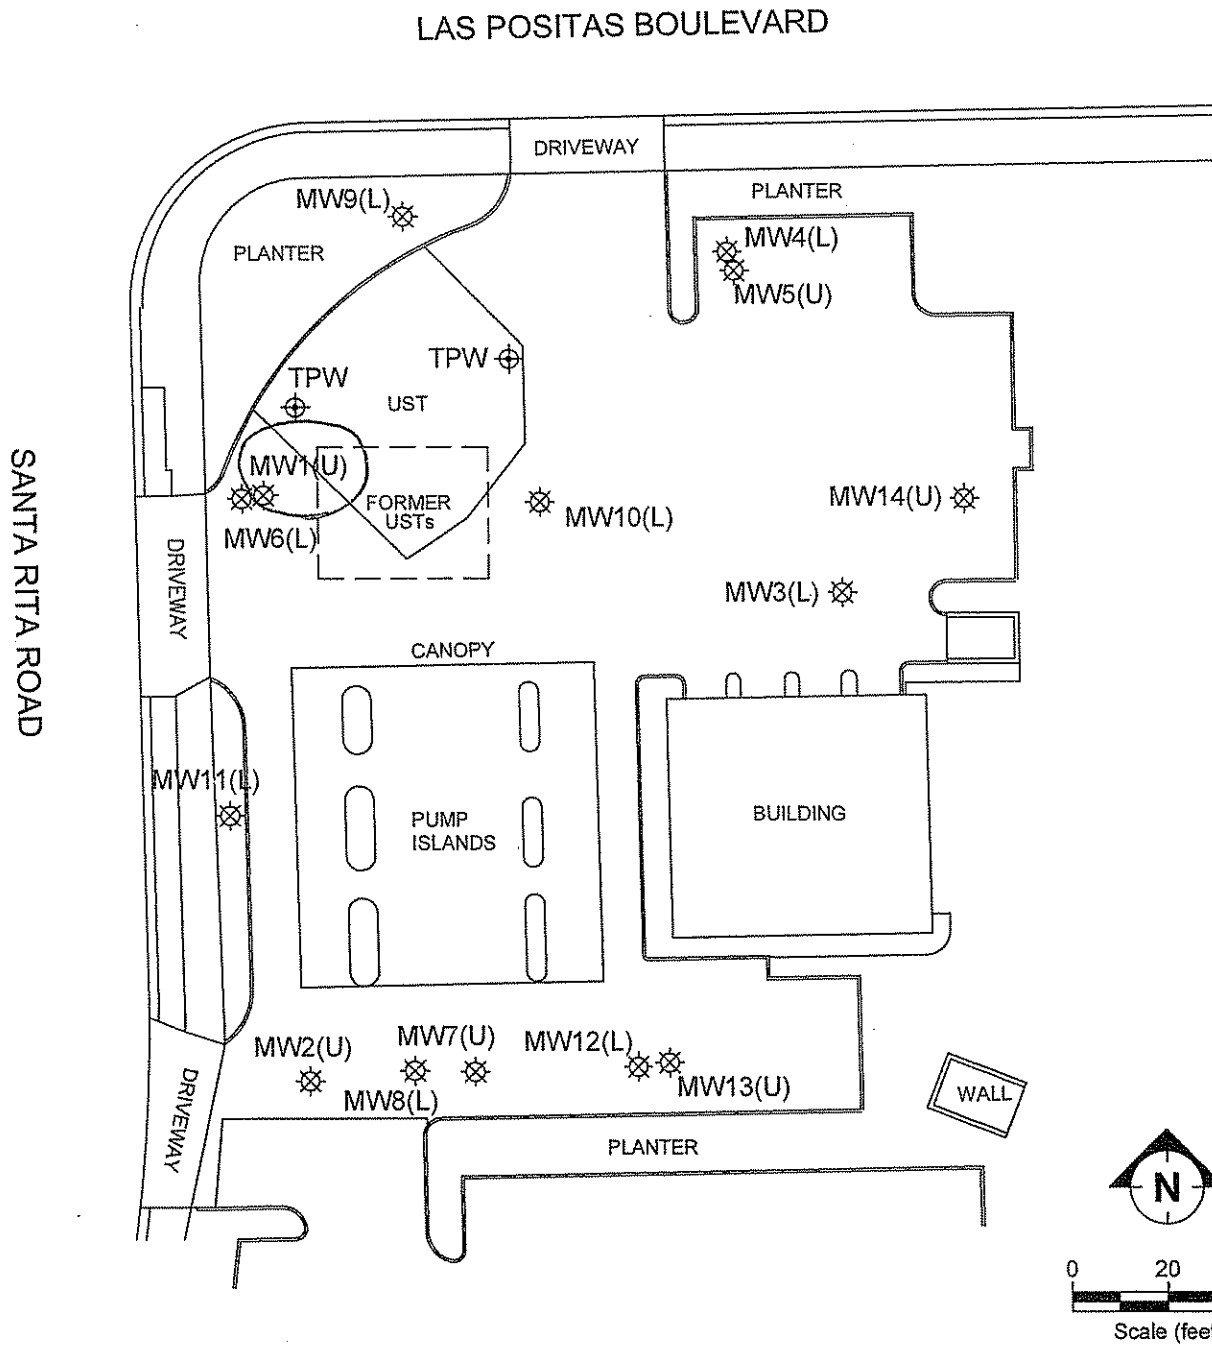 LAS POSITAS BOULEVARD
DRIVEWAY
PLANTER
MW9(L)
PLANTER
MW4(L)
MW5(U)
TPW
TPW
UST
MW1(U)
FORMER
USTs
MW10(L)
MW14(U)
MW6(L)
SANTA RITA ROAD
DRIVEWAY
MW3(L)
CANOPY
MW11(L)
PUMP
ISLANDS
BUILDING
MW2(U)
MW7(U)
MW12(L)
MW8(L)
MW13(U)
DRIVEWAY
WALL
PLANTER
N
0 20
Scale (feet